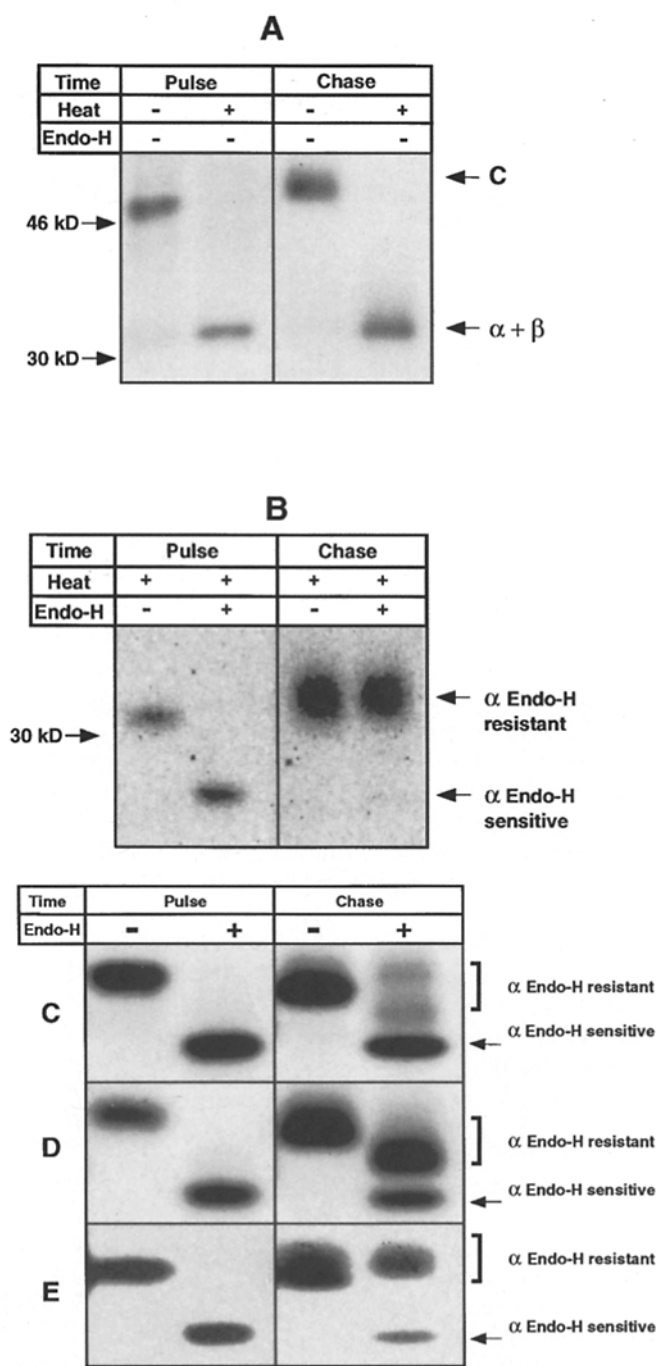 A
Time Pulse Chase
Heat - + - +
Endo-H - - - -
C
46 kD
α + β
30 kD
B
Time Pulse Chase
Heat + + + +
Endo-H - + - +
α Endo-H
resistant
30 kD
α Endo-H
sensitive
Time Pulse Chase
Endo-H - + - +
α Endo-H resistant
C
α Endo-H sensitive
α Endo-H resistant
D
α Endo-H sensitive
α Endo-H resistant
E
α Endo-H sensitive